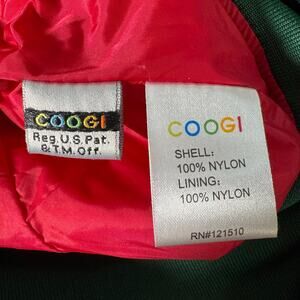 COOGI
Reg.U.S.Pat.
&T.M.Off.
COOGI
SHELL:
100% NYLON
LINING:
100% NYLON
RN#121510